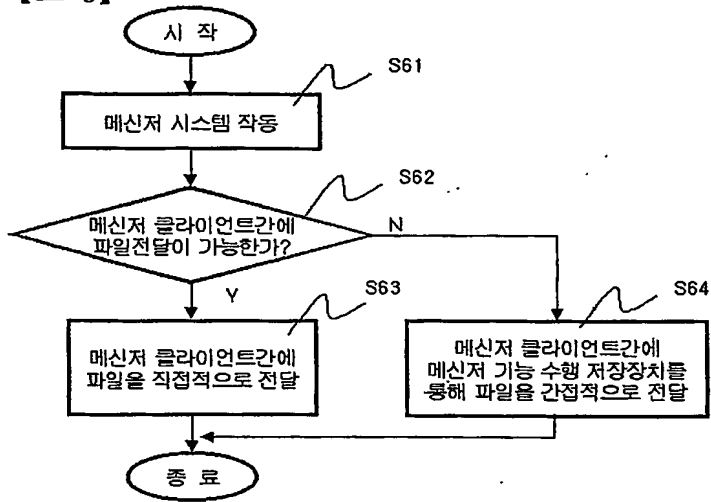 시 작
S61
메신저 시스템 작동
S62
메신저 클라이언트간에
파일전달이 가능한가?
N
Y
S63
메신저 클라이언트간에
파일을 직접적으로 전달
S64
메신저 클라이언트간에
메신저 기능 수행 저장장치를
통해 파일을 간접적으로 전달
종 료